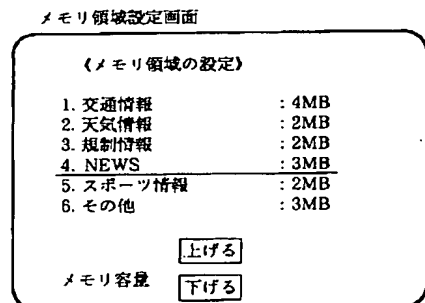 メモリ領域設定画面
《メモリ領域の設定》
1. 交通情報 : 4MB
2. 天気情報 : 2MB
3. 規制情報 : 2MB
4. NEWS : 3MB
5. スポーツ情報 : 2MB
6. その他 : 3MB
上げる
メモリ容量 下げる